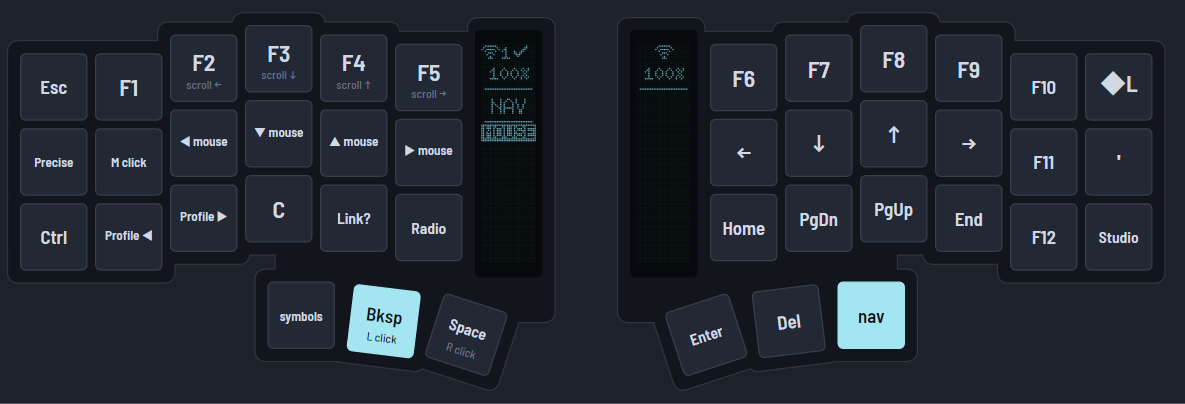 Esc
F1
F2
scroll ←
F3
scroll ↓
F4
scroll ↑
F5
scroll →
1✓
100%
NAV
MOUSE
100%
F6
F7
F8
F9
F10
◆L
Precise
M click
◀ mouse
▼ mouse
▲ mouse
▶ mouse
←
↓
↑
→
F11
'
Ctrl
Profile ◀
Profile ▶
C
Link?
Radio
Home
PgDn
PgUp
End
F12
Studio
symbols
Bksp
L click
Space
R click
Enter
Del
nav